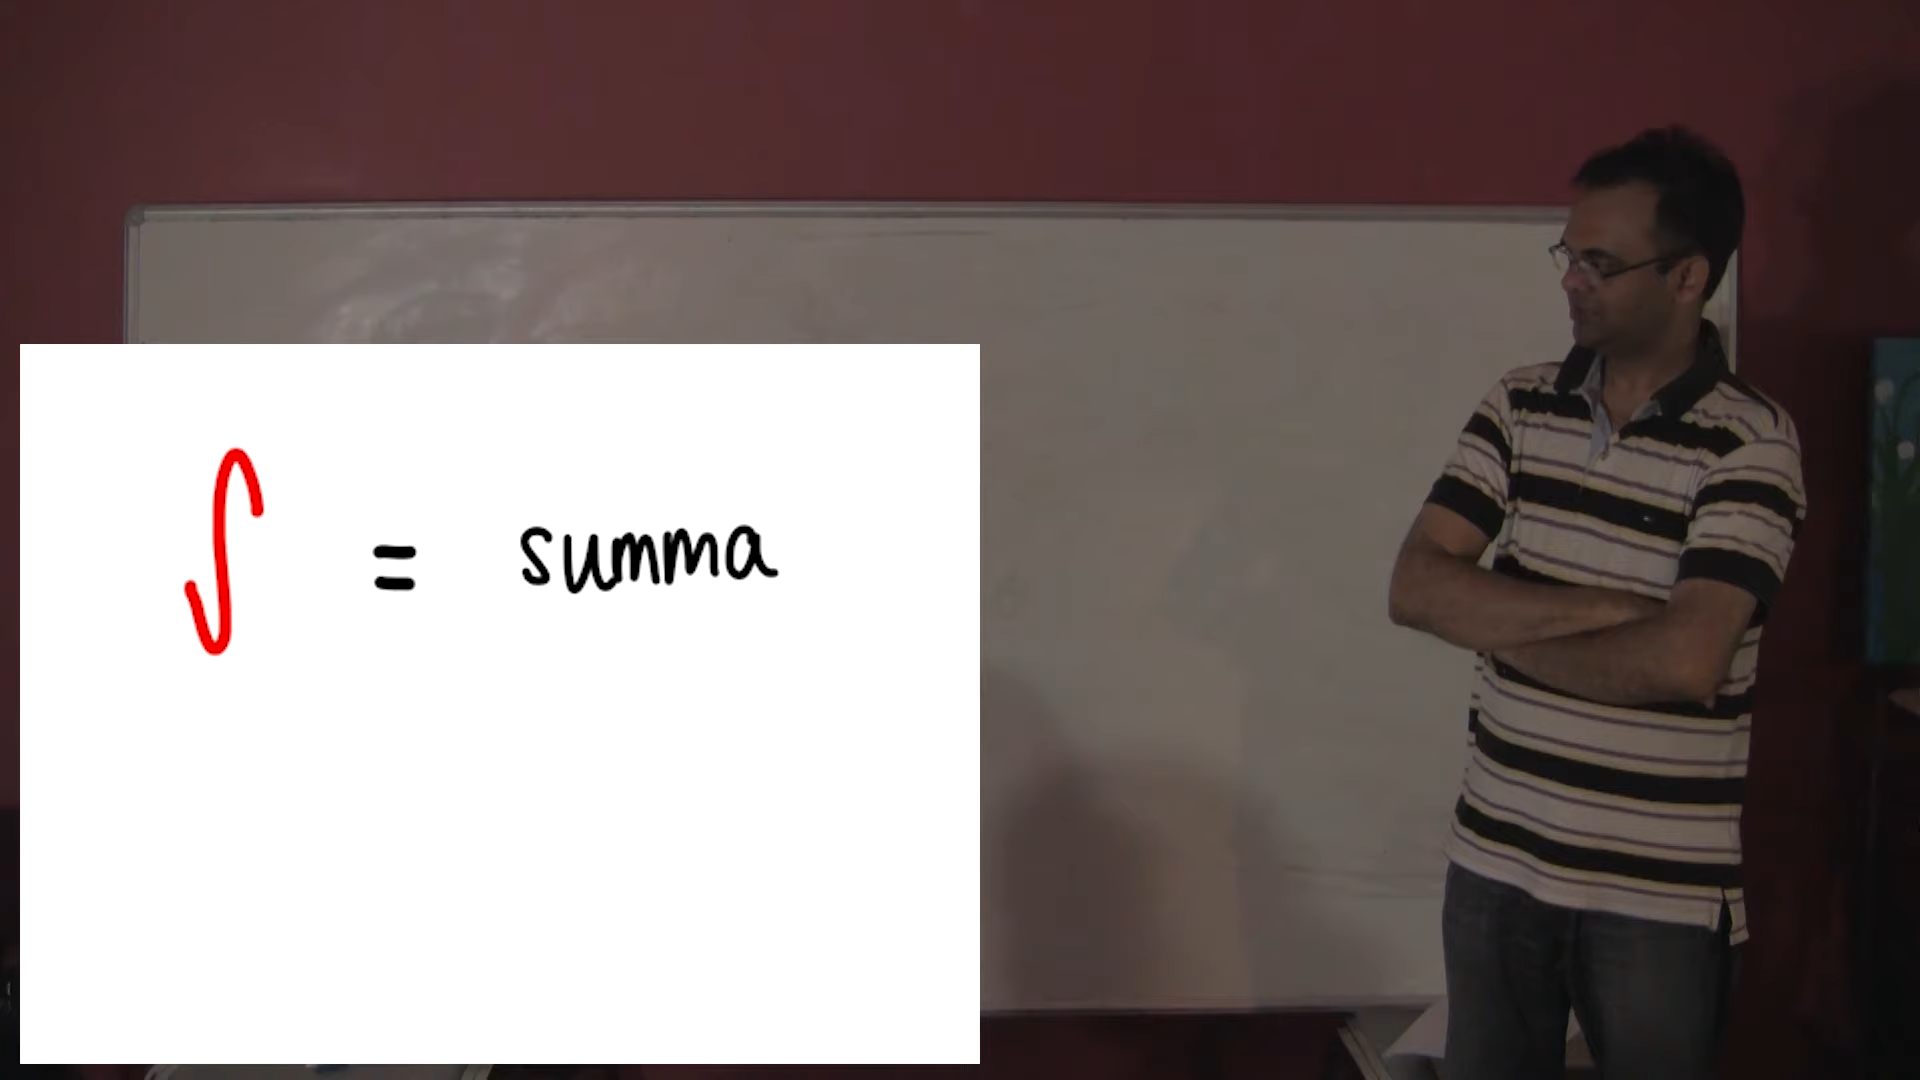 ∫ = summa